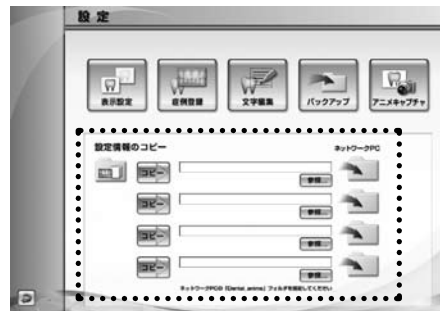 設定
表示設定
症例登録
文字編集
バックアップ
アニメキャプチャ
設定情報のコピー
ネットワークPC
コピー
参照...
コピー
参照...
コピー
参照...
コピー
参照...
ネットワークPCの「Dental_anime」フォルダを指定してください